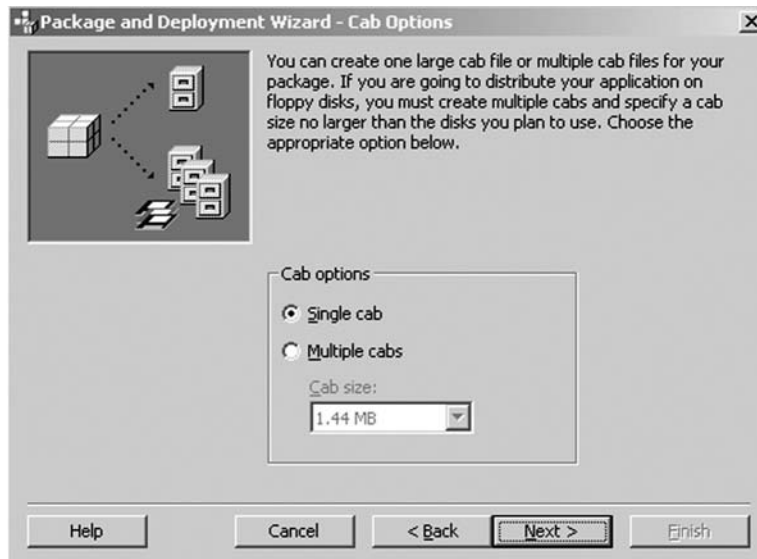 Package and Deployment Wizard - Cab Options
You can create one large cab file or multiple cab files for your
package. If you are going to distribute your application on
floppy disks, you must create multiple cabs and specify a cab
size no larger than the disks you plan to use. Choose the
appropriate option below.
Cab options
Single cab
Multiple cabs
Cab size:
1.44 MB
Help
Cancel
< Back
Next >
Finish